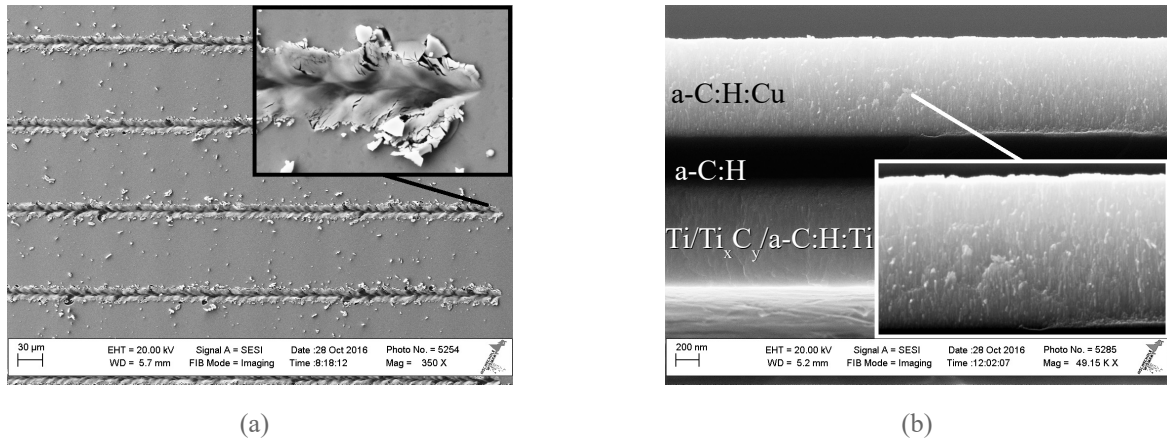 30 µm
EHT = 20.00 kV
WD = 5.7 mm
Signal A = SESI
FIB Mode = Imaging
Date :28 Oct 2016
Time :8:18:12
Photo No. = 5254
Mag = 350 X
(a)
a-C:H:Cu
a-C:H
Ti/TixCy/a-C:H:Ti
200 nm
EHT = 20.00 kV
WD = 5.2 mm
Signal A = SESI
FIB Mode = Imaging
Date :28 Oct 2016
Time :12:02:07
Photo No. = 5285
Mag = 49.15 K X
(b)